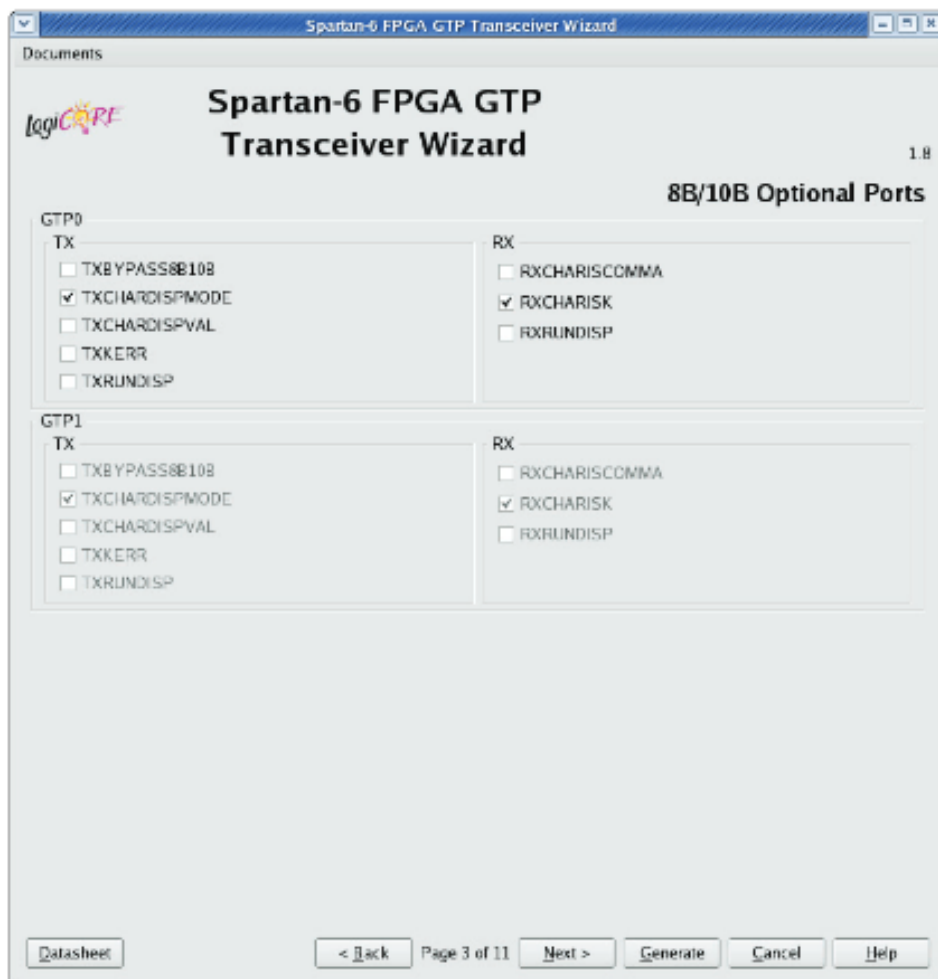 Spartan-6 FPGA GTP Transceiver Wizard
Documents
logiCORE
Spartan-6 FPGA GTP
Transceiver Wizard
1.8
8B/10B Optional Ports
GTP0
TX
TXBYPASS8B10B
TXCHARDISPMODE
TXCHARDISPVAL
TXKERR
TXRUNDISP
RX
RXCHARISCOMMA
RXCHARISK
RXRUNDISP
GTP1
TX
TXBYPASS8B10B
TXCHARDISPMODE
TXCHARDISPVAL
TXKERR
TXRUNDISP
RX
RXCHARISCOMMA
RXCHARISK
RXRUNDISP
Datasheet
< Back
Page 3 of 11
Next >
Generate
Cancel
Help